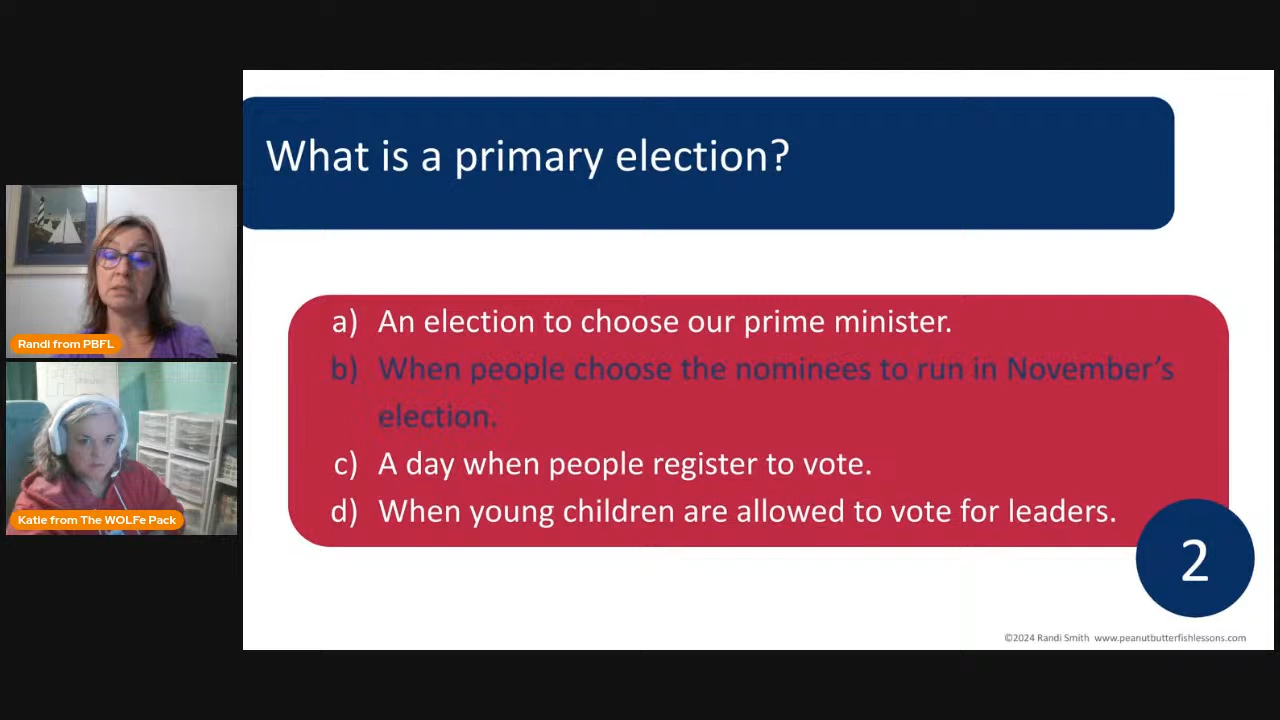 What is a primary election?
a) An election to choose our prime minister.
b) When people choose the nominees to run in November's
election.
c) A day when people register to vote.
d) When young children are allowed to vote for leaders.
2
©2024 Randi Smith www.peanutbutterfishlessons.com
Randi from PBFL
Katie from The WOLFe Pack